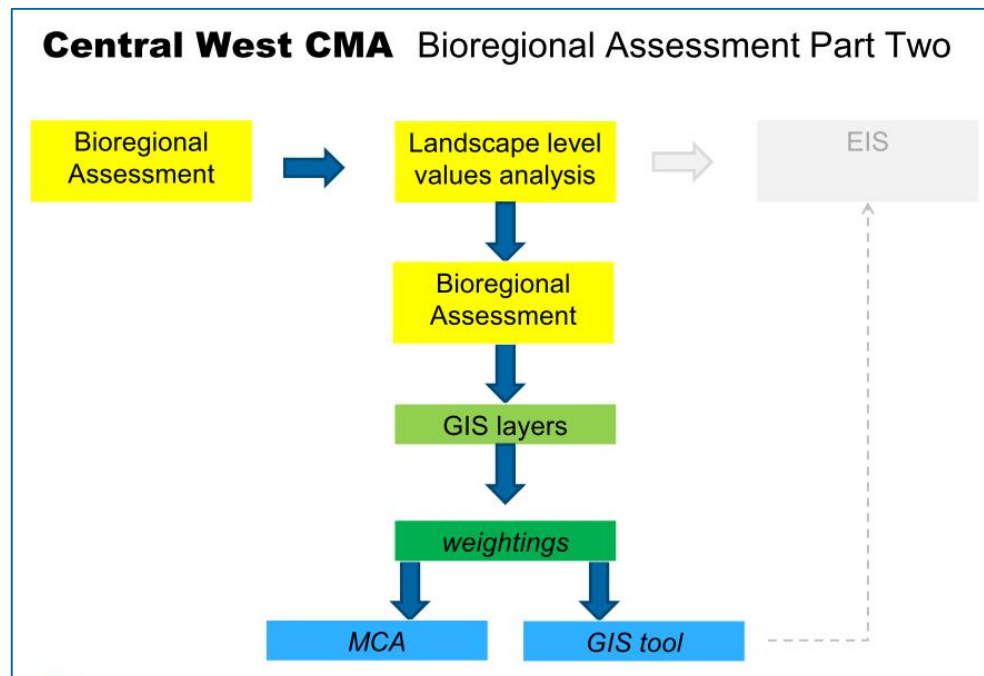 Central West CMA Bioregional Assessment Part Two
Bioregional
Assessment
Landscape level
values analysis
EIS
Bioregional
Assessment
GIS layers
weightings
MCA
GIS tool